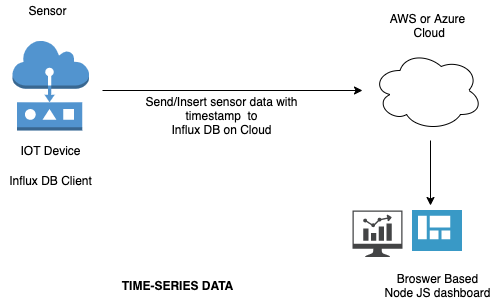 Sensor
AWS or Azure
Cloud
Send/Insert sensor data with
timestamp to
Influx DB on Cloud
IOT Device
Influx DB Client
Broswer Based
Node JS dashboard
TIME-SERIES DATA